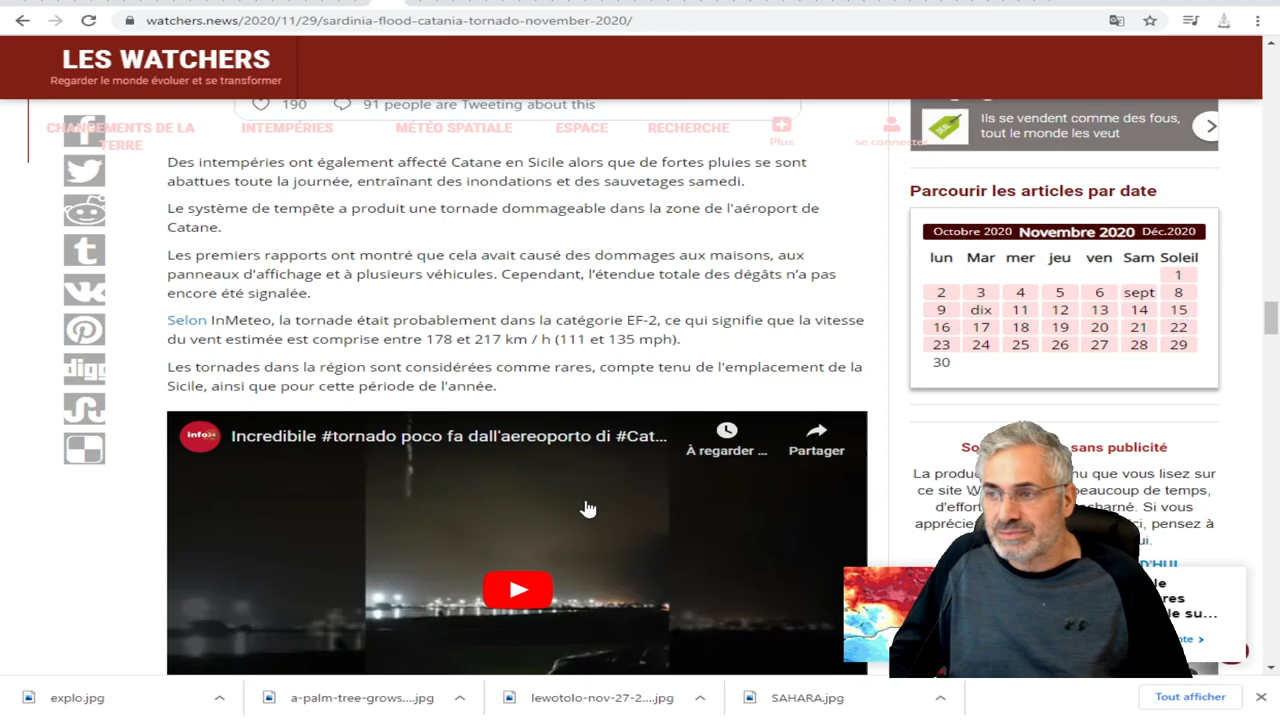 watchers.news/2020/11/29/sardinia-flood-catania-tornado-november-2020/
LES WATCHERS
Regarder le monde évoluer et se transformer
190 91 people are Tweeting about this
CHANGEMENTS DE LA TERRE
INTEMPÉRIES
MÉTÉO SPATIALE
ESPACE
RECHERCHE
Plus
se connecter
Des intempéries ont également affecté Catane en Sicile alors que de fortes pluies se sont
abattues toute la journée, entraînant des inondations et des sauvetages samedi.
Le système de tempête a produit une tornade dommageable dans la zone de l'aéroport de
Catane.
Les premiers rapports ont montré que cela avait causé des dommages aux maisons, aux
panneaux d'affichage et à plusieurs véhicules. Cependant, l'étendue totale des dégâts n'a pas
encore été signalée.
Selon InMeteo, la tornade était probablement dans la catégorie EF-2, ce qui signifie que la vitesse
du vent estimée est comprise entre 178 et 217 km / h (111 et 135 mph).
Les tornades dans la région sont considérées comme rares, compte tenu de l'emplacement de la
Sicile, ainsi que pour cette période de l'année.
Info24
Incredibile #tornado poco fa dall'aereoporto di #Cat...
À regarder ...
Partager
digg
Ils se vendent comme des fous,
tout le monde les veut
Parcourir les articles par date
Octobre 2020 Novembre 2020 Déc.2020
lun Mar mer jeu ven Sam Soleil
1
2 3 4 5 6 sept 8
9 dix 11 12 13 14 15
16 17 18 19 20 21 22
23 24 25 26 27 28 29
30
sans publicité
La produ nu que vous lisez sur
ce site W beaucoup de temps,
d'effor charné. Si vous
appréci ci, pensez à
ui.
D'HUI
le
res
le su...
nte >
explo.jpg
a-palm-tree-grows....jpg
lewotolo-nov-27-2....jpg
SAHARA.jpg
Tout afficher